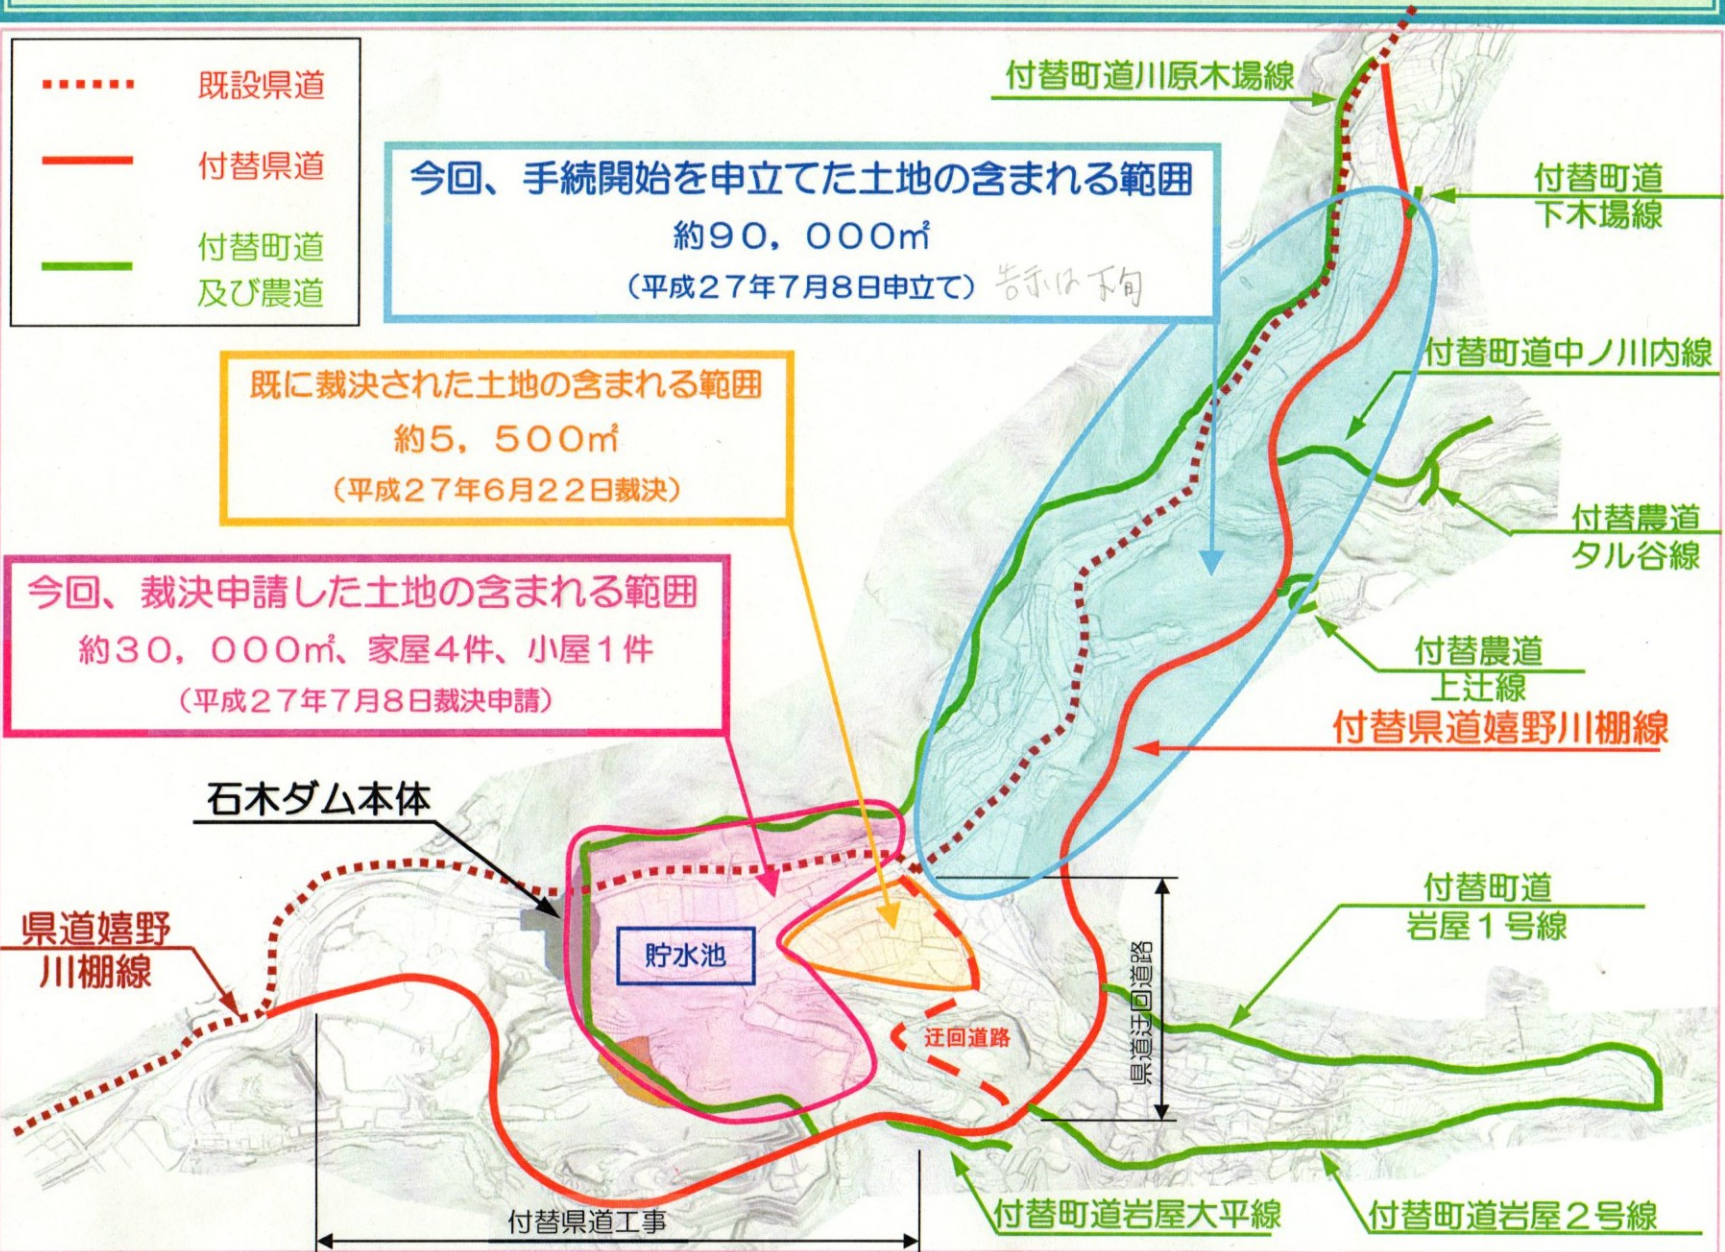 既設県道
付替県道
付替町道
及び農道
今回、手続開始を申立てた土地の含まれる範囲
約90，000㎡
（平成27年7月8日申立て）
告示は下旬
既に裁決された土地の含まれる範囲
約5，500㎡
（平成27年6月22日裁決）
今回、裁決申請した土地の含まれる範囲
約30，000㎡、家屋4件、小屋1件
（平成27年7月8日裁決申請）
付替町道川原木場線
付替町道
下木場線
付替町道中ノ川内線
付替農道
タル谷線
付替農道
上辻線
付替県道嬉野川棚線
石木ダム本体
県道嬉野
川棚線
貯水池
迂回道路
県道迂回道路
付替町道
岩屋1号線
付替県道工事
付替町道岩屋大平線
付替町道岩屋2号線